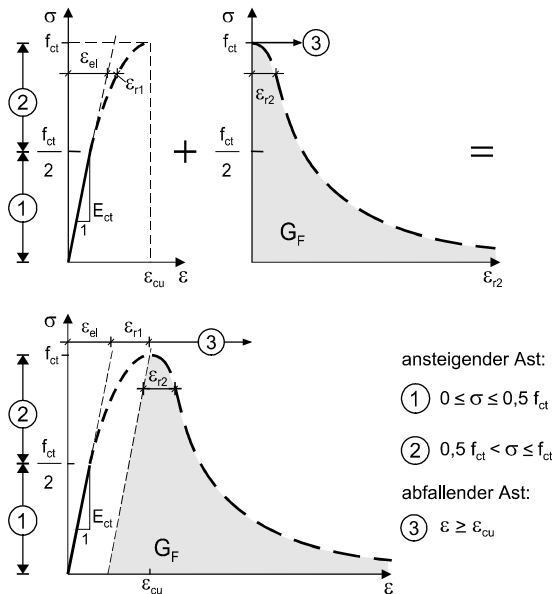 σ
f_ct
ε_el
ε_r1
2
f_ct
2
1
E_ct
1
ε_cu
ε
+
σ
f_ct
3
ε_r2
f_ct
2
G_F
ε_r2
=
σ
ε_el
ε_r1
3
f_ct
ε_r2
2
f_ct
2
1
E_ct
1
G_F
ε_cu
ε
ansteigender Ast:
1 0 ≤ σ ≤ 0,5 f_ct
2 0,5 f_ct < σ ≤ f_ct
abfallender Ast:
3 ε ≥ ε_cu